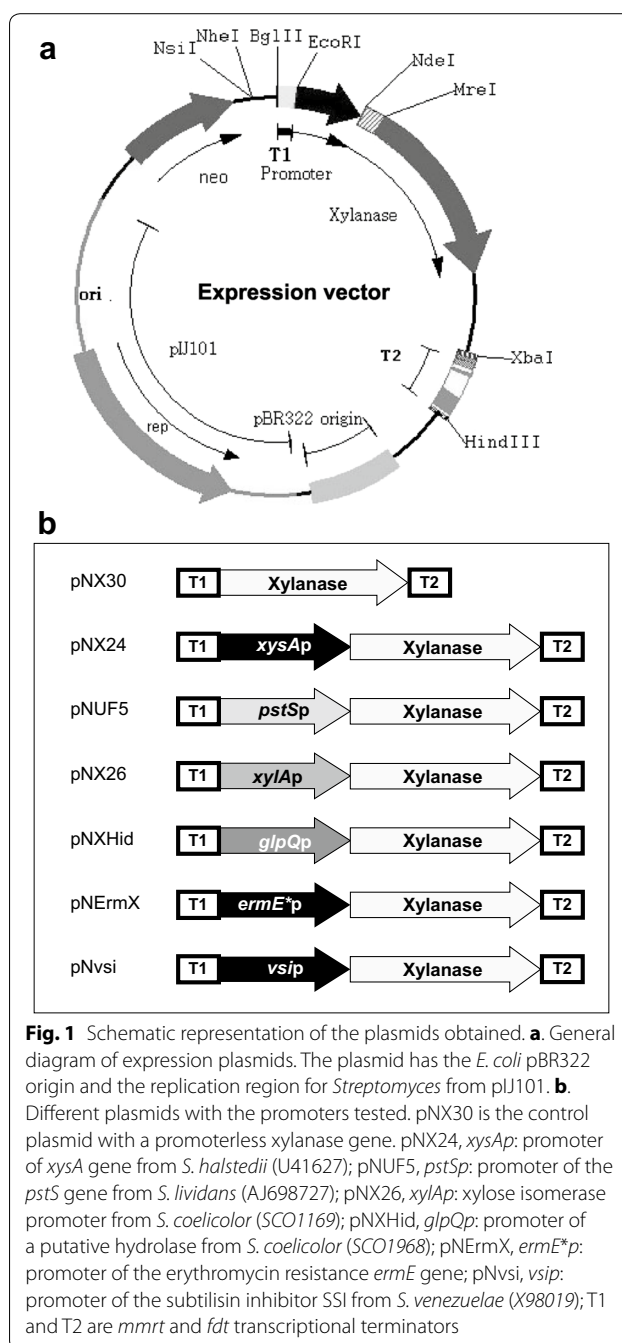 a
NsiI NheI BglII EcoRI NdeI MreI
T1
Promoter
neo
Xylanase
Expression vector
ori .
pIJ101
T2
XbaI
rep
pBR322 origin
HindIII
b
pNX30 T1 Xylanase T2
pNX24 T1 xysAp Xylanase T2
pNUF5 T1 pstSp Xylanase T2
pNX26 T1 xylAp Xylanase T2
pNXHid T1 glpQp Xylanase T2
pNErmX T1 ermE*p Xylanase T2
pNvsi T1 vsip Xylanase T2
Fig. 1 Schematic representation of the plasmids obtained. a. General
diagram of expression plasmids. The plasmid has the E. coli pBR322
origin and the replication region for Streptomyces from pIJ101. b.
Different plasmids with the promoters tested. pNX30 is the control
plasmid with a promoterless xylanase gene. pNX24, xysAp: promoter
of xysA gene from S. halstedii (U41627); pNUF5, pstSp: promoter of the
pstS gene from S. lividans (AJ698727); pNX26, xylAp: xylose isomerase
promoter from S. coelicolor (SCO1169); pNXHid, glpQp: promoter of
a putative hydrolase from S. coelicolor (SCO1968); pNErmX, ermE*p:
promoter of the erythromycin resistance ermE gene; pNvsi, vsip:
promoter of the subtilisin inhibitor SSI from S. venezuelae (X98019); T1
and T2 are mmrt and fdt transcriptional terminators